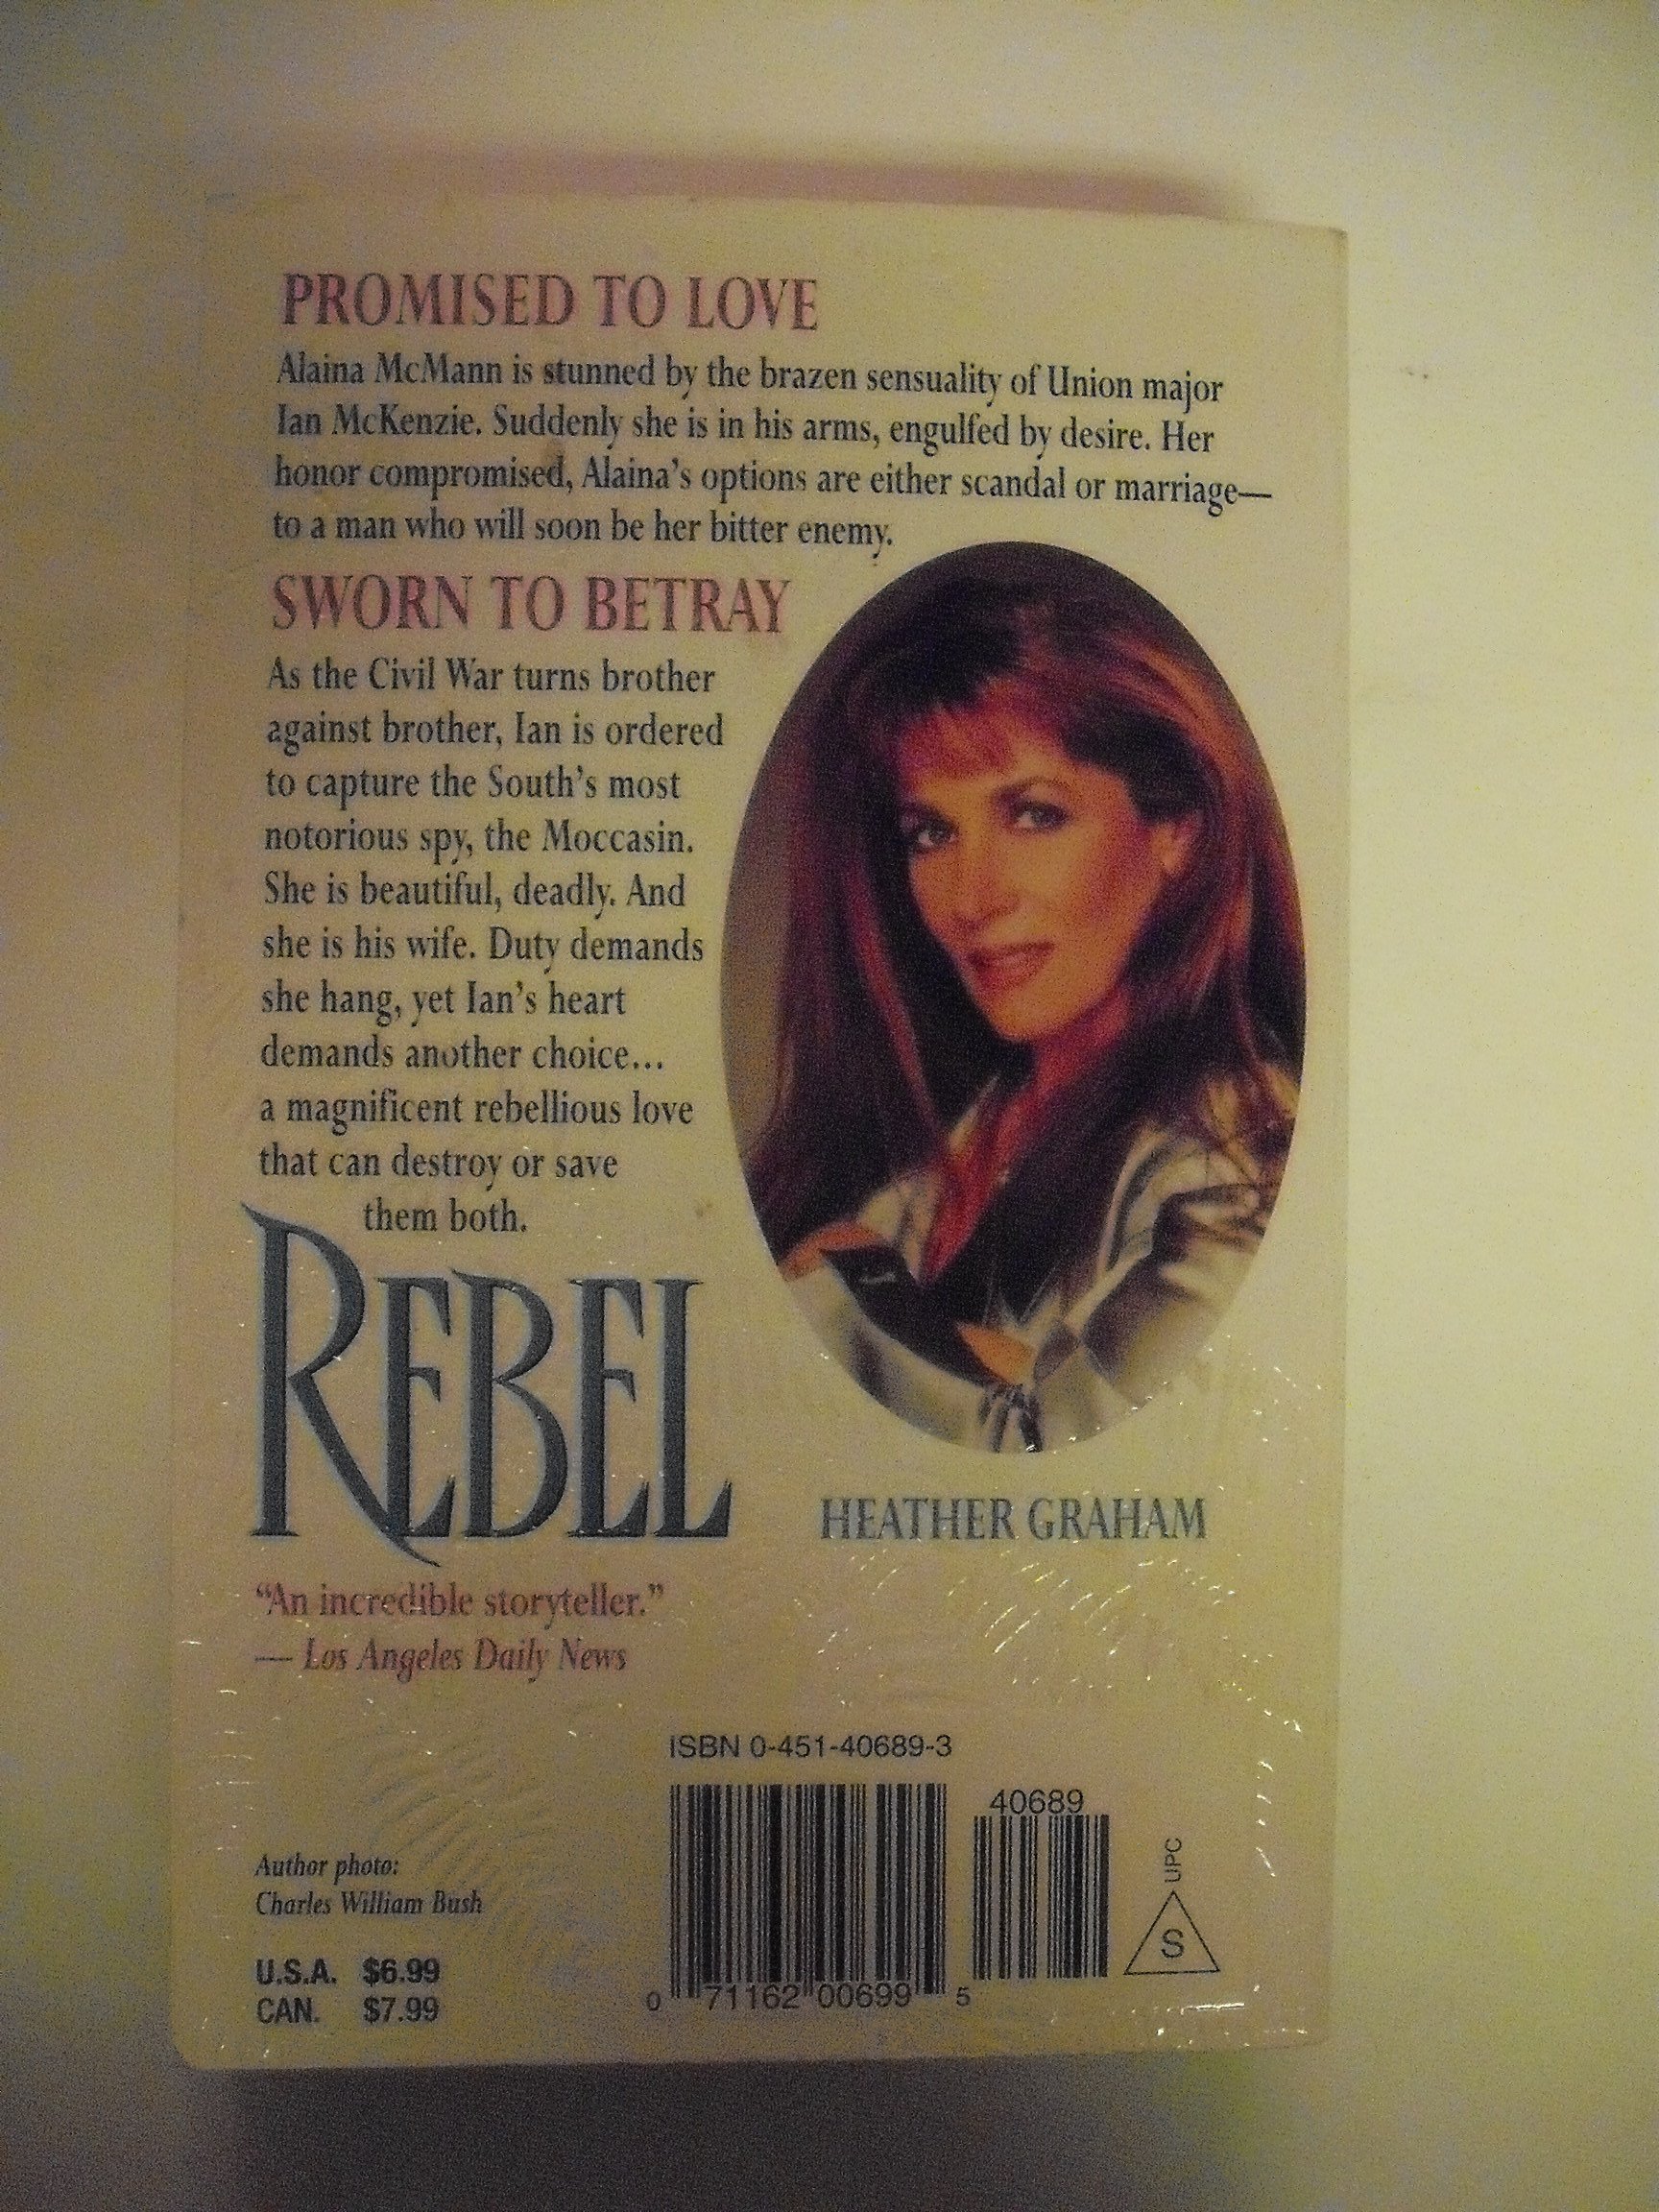 PROMISED TO LOVE
Alaina McMann is stunned by the brazen sensuality of Union major
Ian McKenzie. Suddenly she is in his arms, engulfed by desire. Her
honor compromised, Alaina's options are either scandal or marriage—
to a man who will soon be her bitter enemy.
SWORN TO BETRAY
As the Civil War turns brother
against brother, Ian is ordered
to capture the South's most
notorious spy, the Moccasin.
She is beautiful, deadly. And
she is his wife. Duty demands
she hang, yet Ian's heart
demands another choice...
a magnificent rebellious love
that can destroy or save
them both.
REBEL
HEATHER GRAHAM
"An incredible storyteller."
— Los Angeles Daily News
ISBN 0-451-40689-3
40689
0 71162 00699 5
UPC
S
Author photo:
Charles William Bush
U.S.A. $6.99
CAN. $7.99